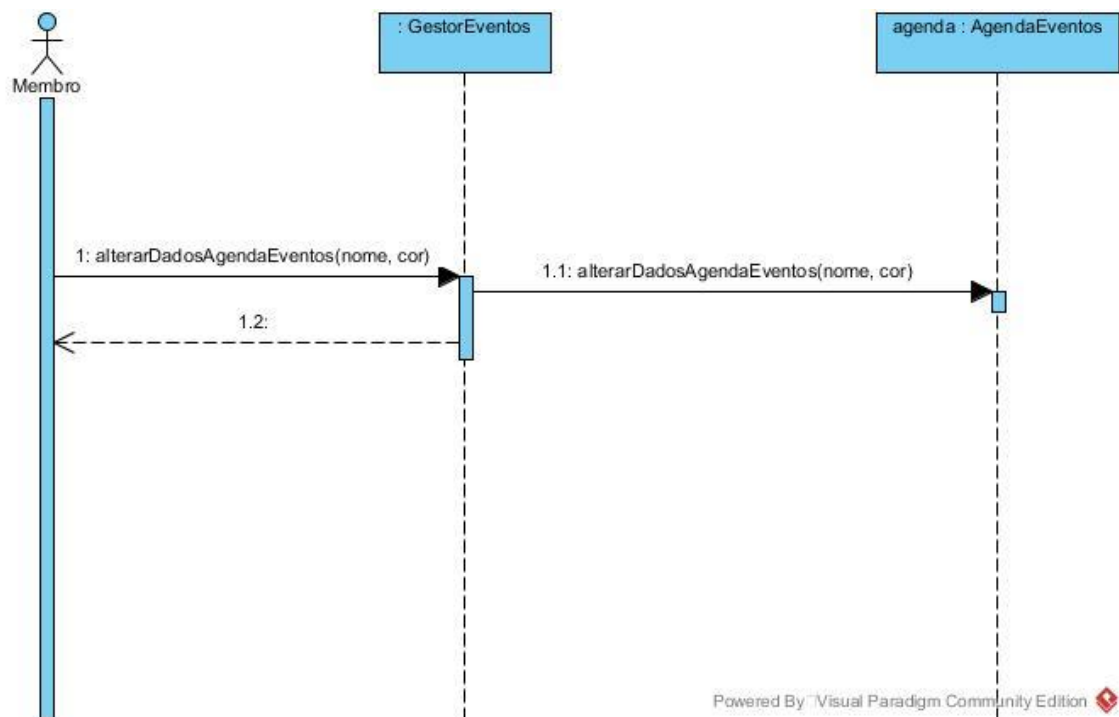 : GestorEventos
agenda : AgendaEventos
Membro
1: alterarDadosAgendaEventos(nome, cor)
1.1: alterarDadosAgendaEventos(nome, cor)
1.2:
Powered By Visual Paradigm Community Edition